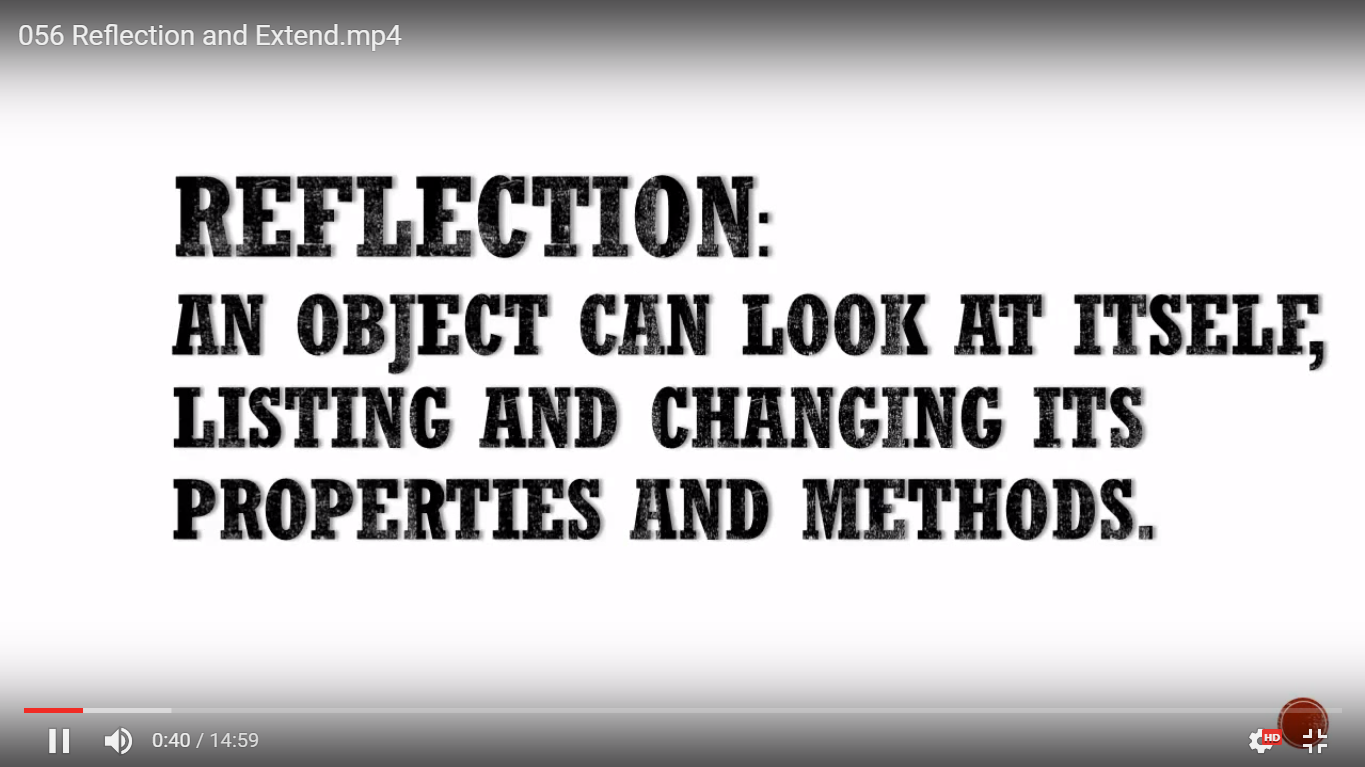 056 Reflection and Extend.mp4
REFLECTION:
AN OBJECT CAN LOOK AT ITSELF,
LISTING AND CHANGING ITS
PROPERTIES AND METHODS.
0:40 / 14:59
HD